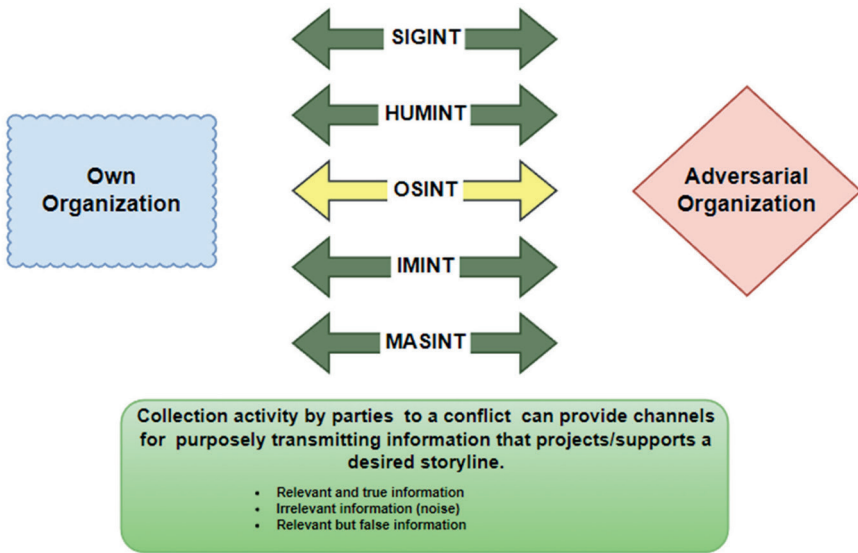 SIGINT
HUMINT
Own
Organization
OSINT
Adversarial
Organization
IMINT
MASINT
Collection activity by parties to a conflict can provide channels
for purposely transmitting information that projects/supports a
desired storyline.
• Relevant and true information
• Irrelevant information (noise)
• Relevant but false information